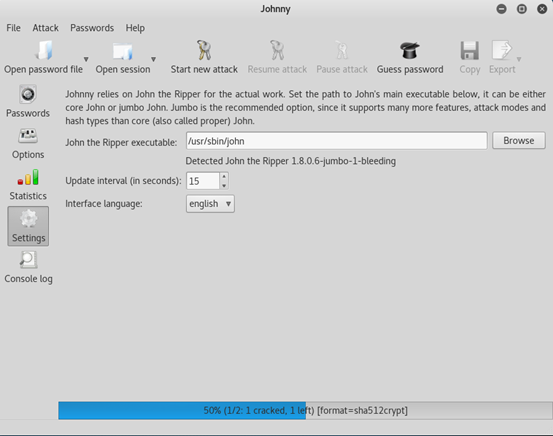 Johnny
File Attack Passwords Help
Open password file Open session Start new attack Resume attack Pause attack Guess password Copy Export
Passwords
Options
Statistics
Settings
Console log
Johnny relies on John the Ripper for the actual work. Set the path to John's main executable below, it can be either
core John or jumbo John. Jumbo is the recommended option, since it supports many more features, attack modes and
hash types than core (also called proper) John.
John the Ripper executable: /usr/sbin/john Browse
Detected John the Ripper 1.8.0.6-jumbo-1-bleeding
Update interval (in seconds): 15
Interface language: english
50% (1/2: 1 cracked, 1 left) [format=sha512crypt]